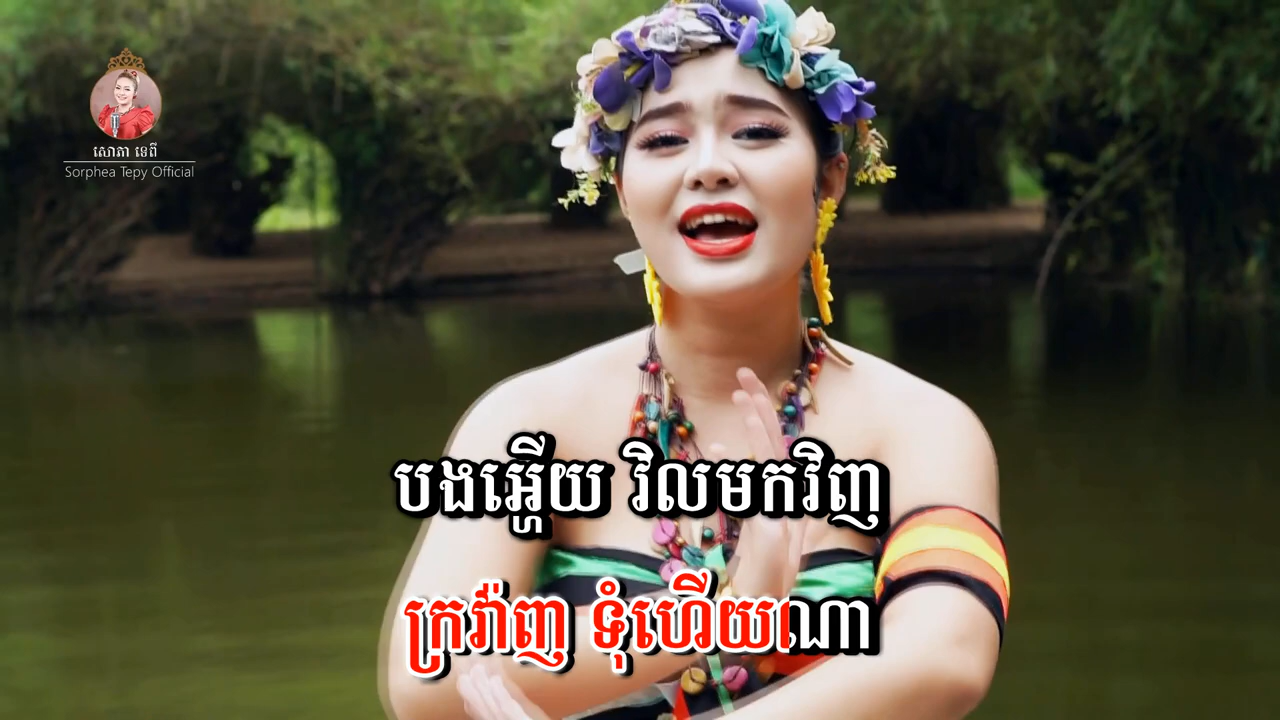 សោភា ទេពី
Sorphea Tepy Official
បងអ្ហើយ វិលមកវិញ
ក្រវ៉ាញ ទុំហើយណា